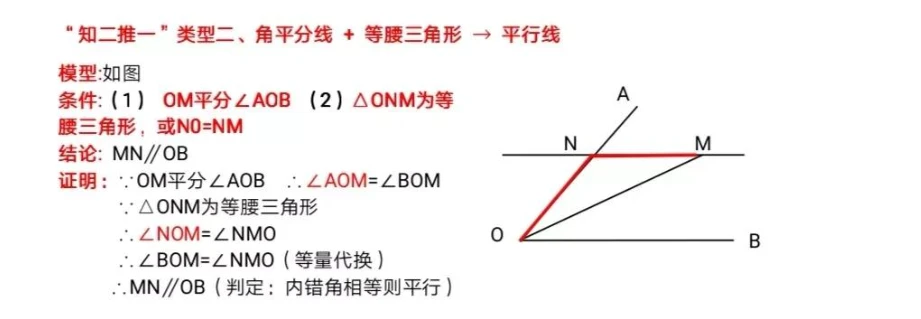 “知二推一”类型二、角平分线 + 等腰三角形 → 平行线
模型:如图
条件:(1) OM平分∠AOB (2)△ONM为等
腰三角形，或NO=NM
结论: MN∥OB
证明：∵OM平分∠AOB ∴∠AOM=∠BOM
∵△ONM为等腰三角形
∴∠NOM=∠NMO
∴∠BOM=∠NMO（等量代换）
∴MN∥OB（判定：内错角相等则平行）
A
N
M
O
B